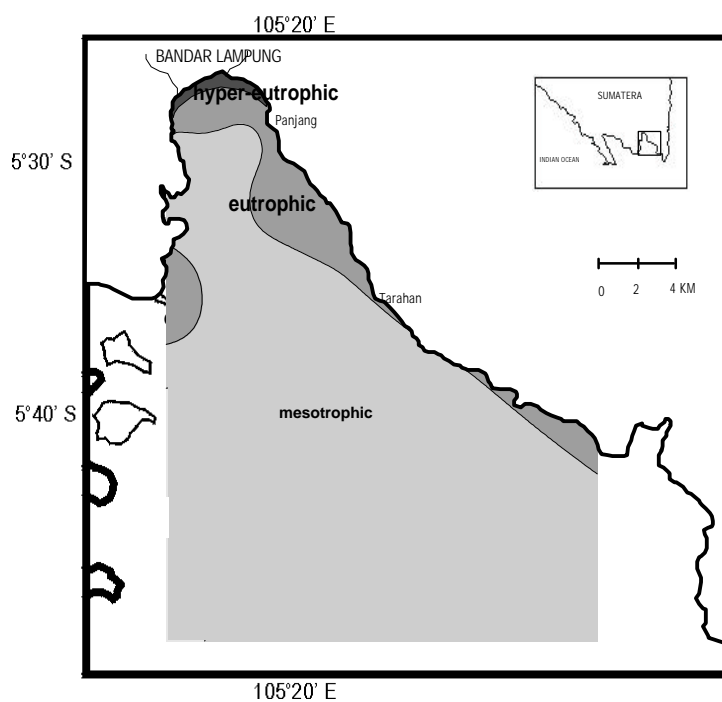 105°20' E
BANDAR LAMPUNG
hyper-eutrophic
SUMATERA
Panjang
5°30' S
INDIAN OCEAN
eutrophic
0 2 4 KM
Tarahan
5°40' S
mesotrophic
105°20' E